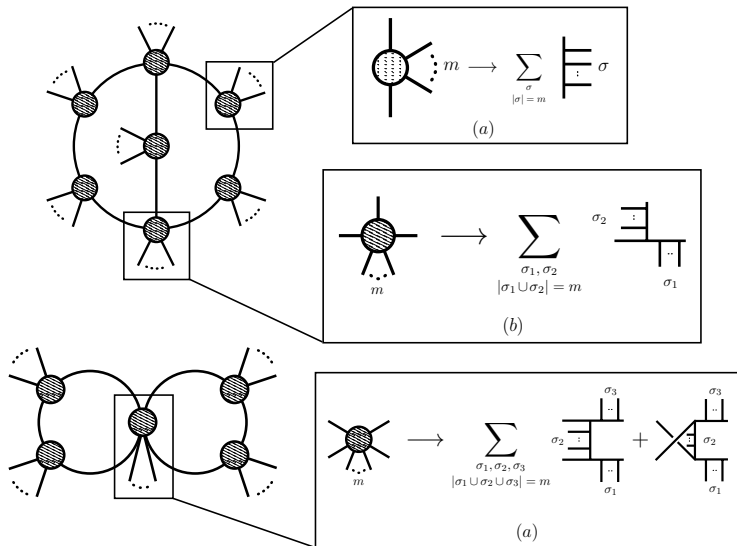 m ⟶ ∑ σ
σ
|σ| = m
(a)
m ⟶ ∑ σ₂
σ₁, σ₂
|σ₁ ∪ σ₂| = m
σ₁
(b)
m ⟶ ∑ σ₂ σ₃ + σ₂ σ₃
σ₁, σ₂, σ₃
|σ₁ ∪ σ₂ ∪ σ₃| = m
σ₁ σ₁
(a)